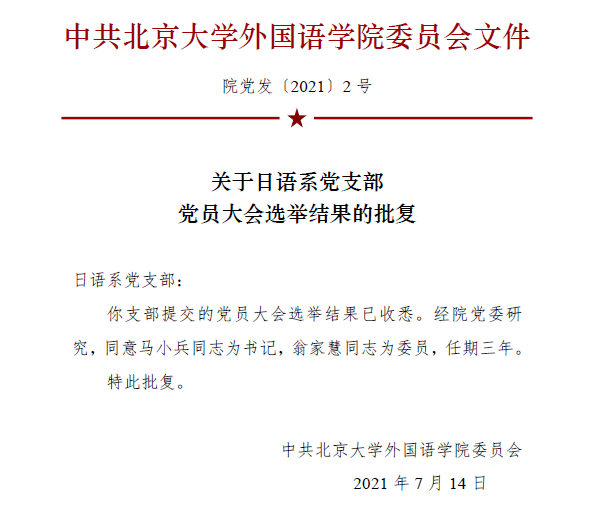 中共北京大学外国语学院委员会文件
院党发〔2021〕2 号
关于日语系党支部
党员大会选举结果的批复
日语系党支部：
你支部提交的党员大会选举结果已收悉。经院党委研
究，同意马小兵同志为书记，翁家慧同志为委员，任期三年。
特此批复。
中共北京大学外国语学院委员会
2021 年 7 月 14 日